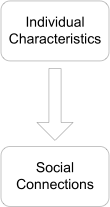 Individual
Characteristics
Social
Connections